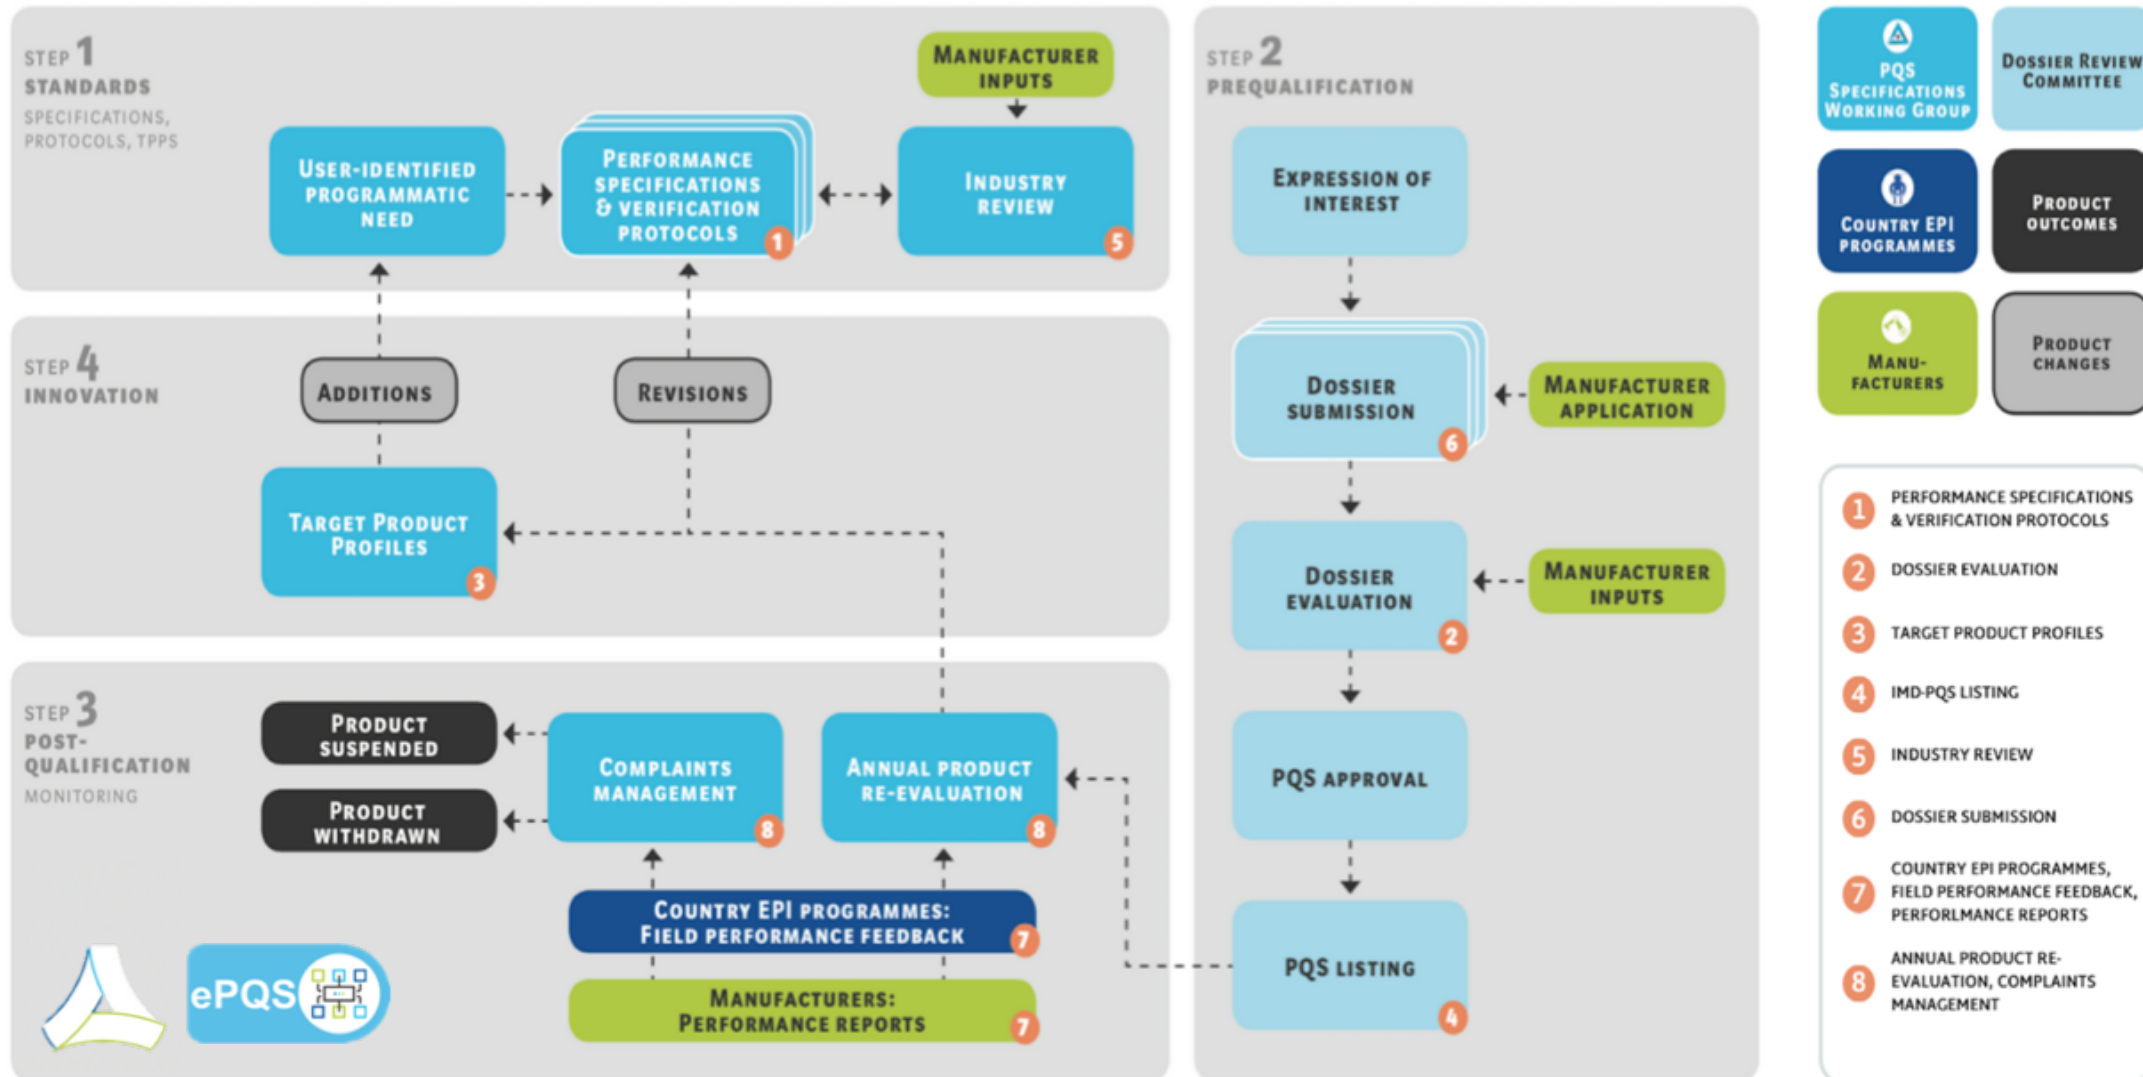 STEP 1
STANDARDS
SPECIFICATIONS,
PROTOCOLS, TPPS
MANUFACTURER
INPUTS
USER-IDENTIFIED
PROGRAMMATIC
NEED
PERFORMANCE
SPECIFICATIONS
& VERIFICATION
PROTOCOLS
1
INDUSTRY
REVIEW
5
STEP 4
INNOVATION
ADDITIONS
REVISIONS
TARGET PRODUCT
PROFILES
3
STEP 3
POST-
QUALIFICATION
MONITORING
PRODUCT
SUSPENDED
PRODUCT
WITHDRAWN
COMPLAINTS
MANAGEMENT
8
ANNUAL PRODUCT
RE-EVALUATION
8
COUNTRY EPI PROGRAMMES:
FIELD PERFORMANCE FEEDBACK
7
MANUFACTURERS:
PERFORMANCE REPORTS
7
ePQS
STEP 2
PREQUALIFICATION
EXPRESSION OF
INTEREST
DOSSIER
SUBMISSION
6
MANUFACTURER
APPLICATION
DOSSIER
EVALUATION
2
MANUFACTURER
INPUTS
PQS APPROVAL
PQS LISTING
4
PQS
SPECIFICATIONS
WORKING GROUP
DOSSIER REVIEW
COMMITTEE
COUNTRY EPI
PROGRAMMES
PRODUCT
OUTCOMES
MANU-
FACTURERS
PRODUCT
CHANGES
1 PERFORMANCE SPECIFICATIONS
& VERIFICATION PROTOCOLS
2 DOSSIER EVALUATION
3 TARGET PRODUCT PROFILES
4 IMD-PQS LISTING
5 INDUSTRY REVIEW
6 DOSSIER SUBMISSION
7 COUNTRY EPI PROGRAMMES,
FIELD PERFORMANCE FEEDBACK,
PERFORLMANCE REPORTS
8 ANNUAL PRODUCT RE-
EVALUATION, COMPLAINTS
MANAGEMENT